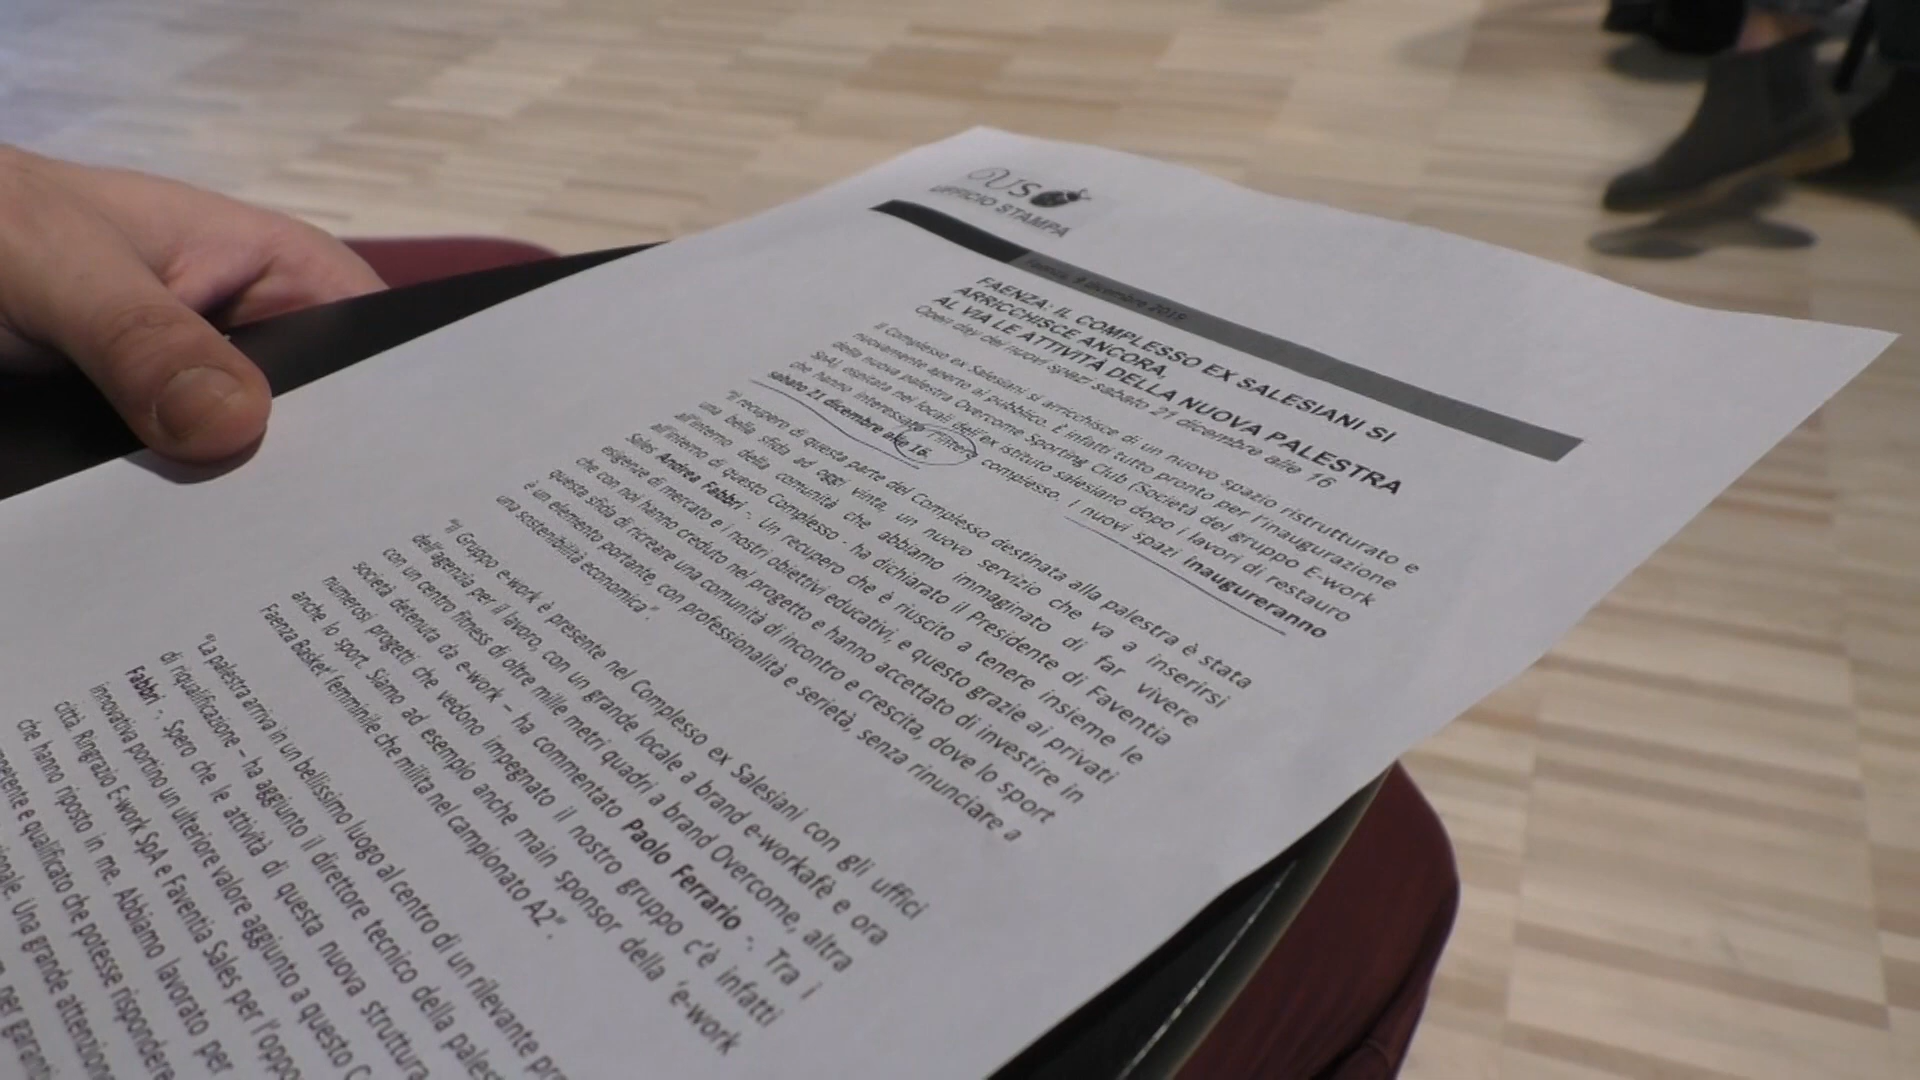 OUSO
UFFICIO STAMPA
Faenza, 9 dicembre 2019
FAENZA: IL COMPLESSO EX SALESIANI SI
ARRICCHISCE ANCORA,
AL VIA LE ATTIVITÀ DELLA NUOVA PALESTRA
Open day dei nuovi spazi sabato 21 dicembre alle 16
Il Complesso ex Salesiani si arricchisce di un nuovo spazio ristrutturato e
nuovamente aperto al pubblico. È infatti tutto pronto per l'inaugurazione
della nuova palestra Overcome Sporting Club (Società del gruppo E-work
SpA), ospitata nei locali dell'ex istituto salesiano dopo i lavori di restauro
che hanno interessato l'intero complesso. I nuovi spazi inaugureranno
sabato 21 dicembre alle 16.
"Il recupero di questa parte del Complesso destinata alla palestra è stata
una bella sfida ad oggi vinta, un nuovo servizio che va a inserirsi
all'interno della comunità che abbiamo immaginato di far vivere
all'interno di questo Complesso - ha dichiarato il Presidente di Faventia
Sales Andrea Fabbri -. Un recupero che è riuscito a tenere insieme le
esigenze di mercato e i nostri obiettivi educativi, e questo grazie ai privati
che con noi hanno creduto nel progetto e hanno accettato di investire in
questa sfida di ricreare una comunità di incontro e crescita, dove lo sport
è un elemento portante, con professionalità e serietà, senza rinunciare a
una sostenibilità economica".
"Il Gruppo e-work è presente nel Complesso ex Salesiani con gli uffici
dell'agenzia per il lavoro, con un grande locale a brand e-workafè e ora
con un centro fitness di oltre mille metri quadri a brand Overcome, altra
società detenuta da e-work – ha commentato Paolo Ferrario -. Tra i
numerosi progetti che vedono impegnato il nostro gruppo c'è infatti
anche lo sport. Siamo ad esempio anche main sponsor della 'e-work
Faenza Basket' femminile che milita nel campionato A2".
"La palestra arriva in un bellissimo luogo al centro di un rilevante
di riqualificazione – ha aggiunto il direttore tecnico della
Fabbri -. Spero che le attività di questa nuova struttura
innovativa portino un ulteriore valore aggiunto a questo
città. Ringrazio E-work SpA e Faventia Sales per
che hanno riposto in me. Abbiamo lavorato per
e qualificato che potesse rispondere
Una grande attenzione
per